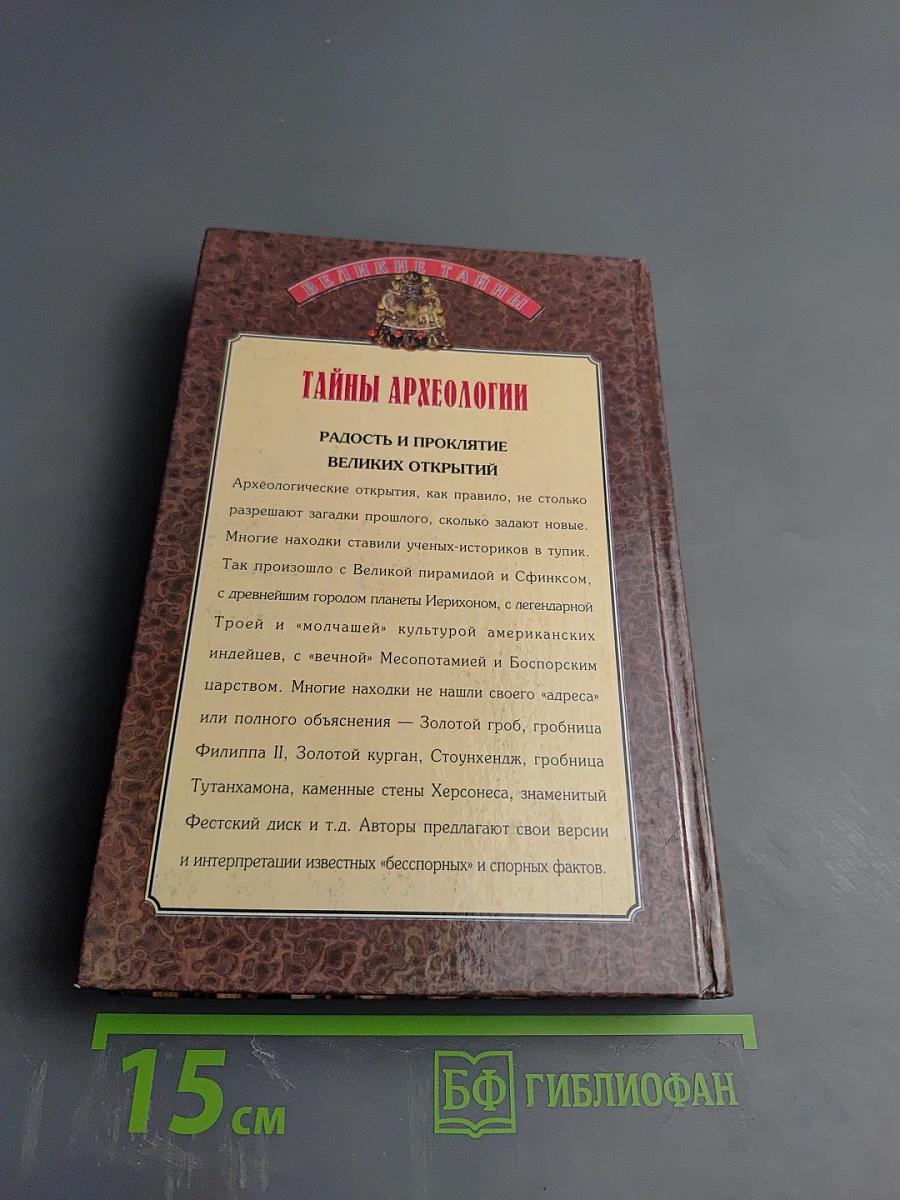 ВЕЛИКИЕ ТАЙНЫ
ТАЙНЫ АРХЕОЛОГИИ
РАДОСТЬ И ПРОКЛЯТИЕ
ВЕЛИКИХ ОТКРЫТИЙ
Археологические открытия, как правило, не столько
разрешают загадки прошлого, сколько задают новые.
Многие находки ставили ученых-историков в тупик.
Так произошло с Великой пирамидой и Сфинксом,
с древнейшим городом планеты Иерихоном, с легендарной
Троей и «молчащей» культурой американских
индейцев, с «вечной» Месопотамией и Боспорским
царством. Многие находки не нашли своего «адреса»
или полного объяснения — Золотой гроб, гробница
Филиппа II, Золотой курган, Стоунхендж, гробница
Тутанхамона, каменные стены Херсонеса, знаменитый
Фестский диск и т.д. Авторы предлагают свои версии
и интерпретации известных «бесспорных» и спорных фактов.
15 см
БФ ГИБЛИОФАН